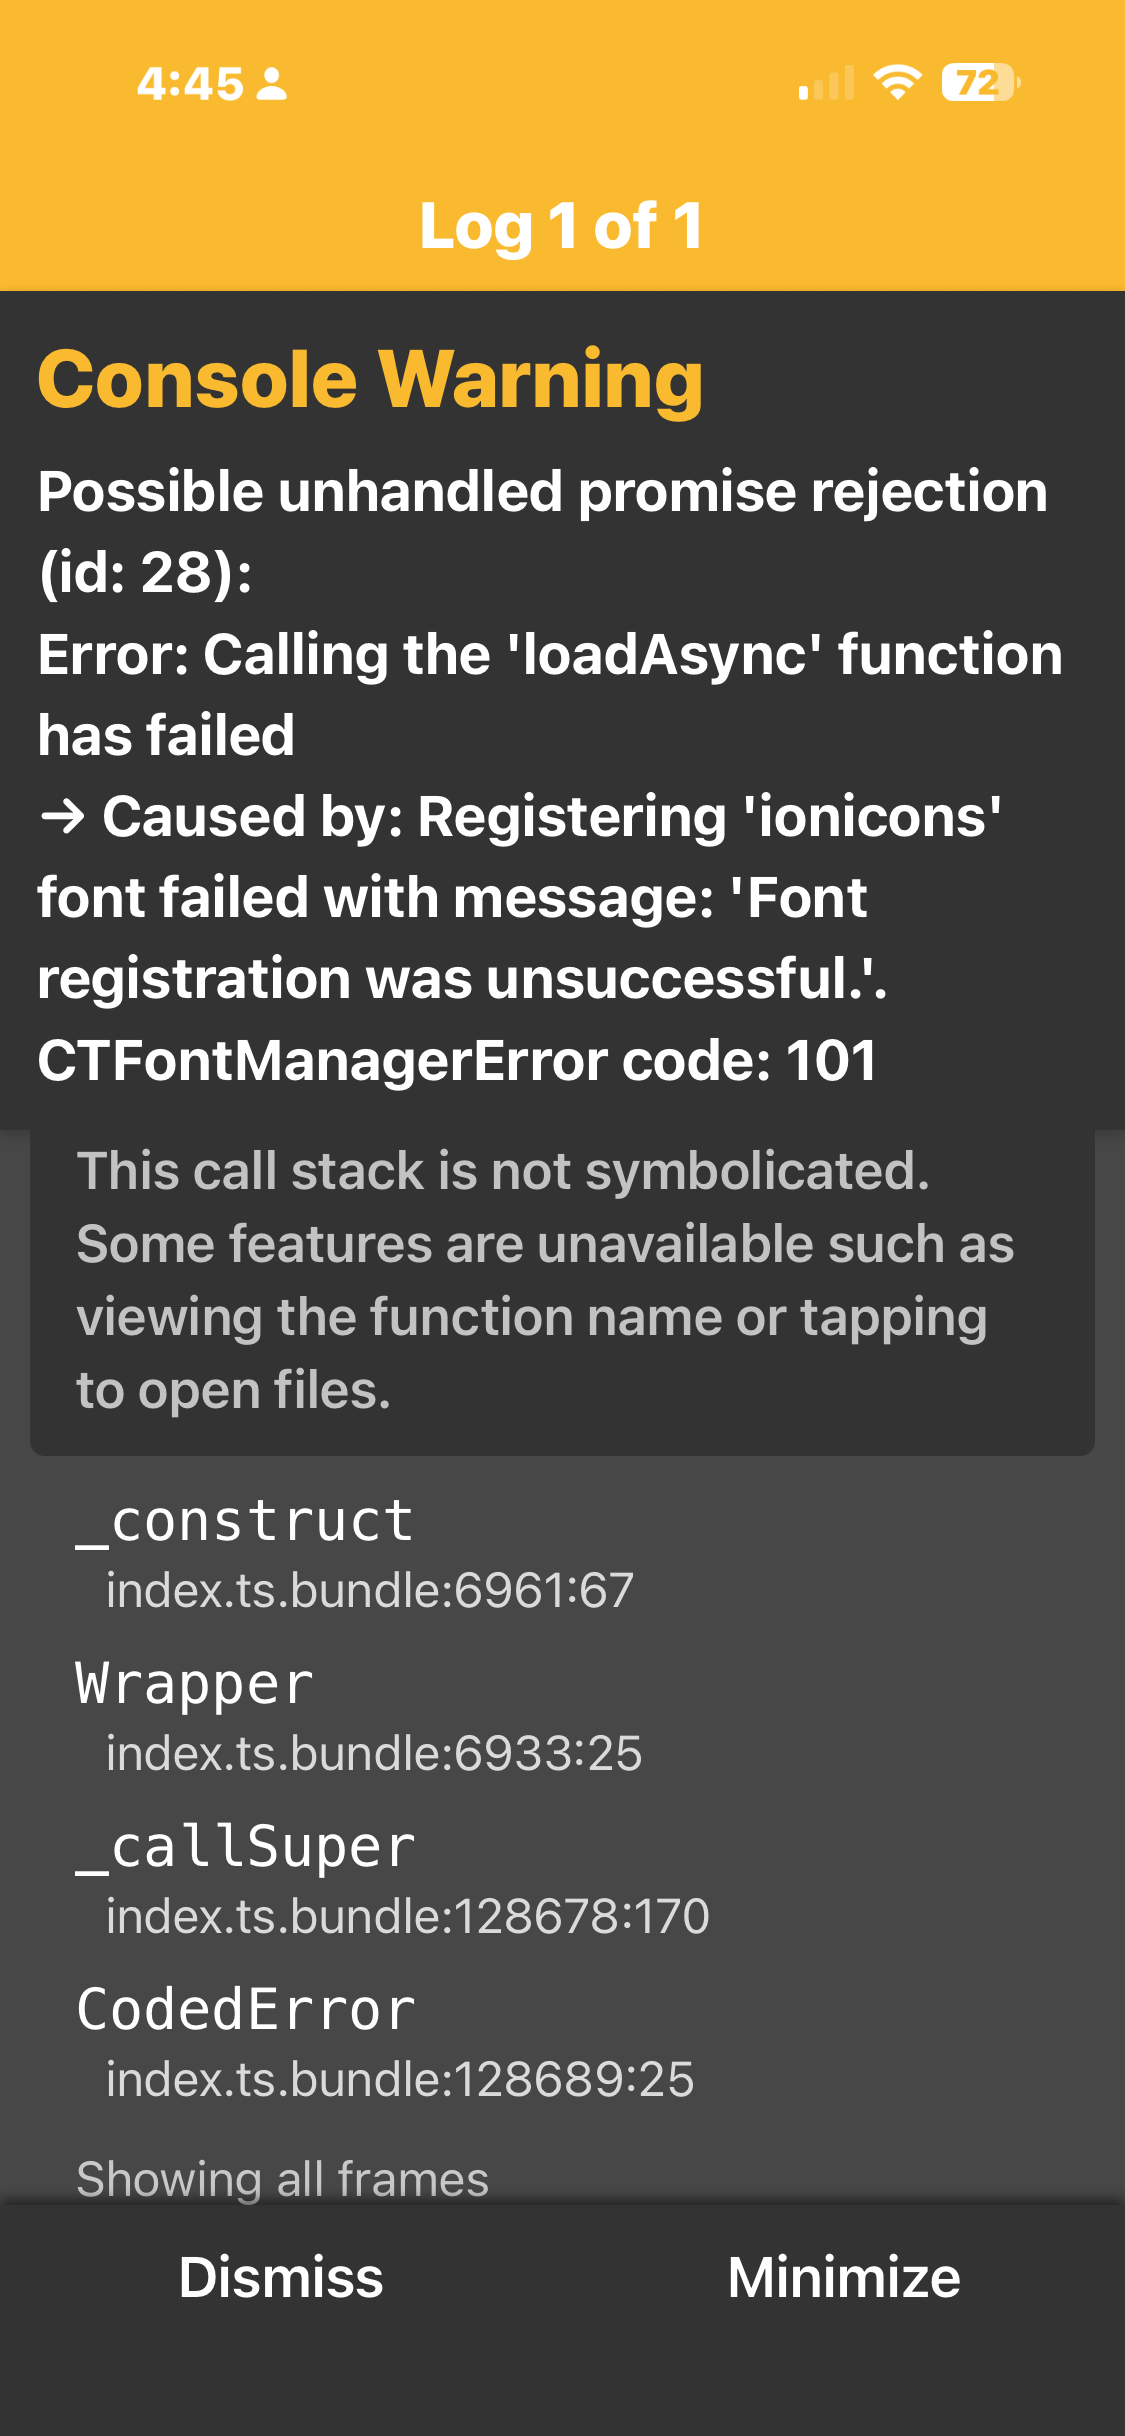 4:45
72
Log 1 of 1
Console Warning
Possible unhandled promise rejection
(id: 28):
Error: Calling the 'loadAsync' function
has failed
→ Caused by: Registering 'ionicons'
font failed with message: 'Font
registration was unsuccessful.'.
CTFontManagerError code: 101
This call stack is not symbolicated.
Some features are unavailable such as
viewing the function name or tapping
to open files.
_construct
index.ts.bundle:6961:67
Wrapper
index.ts.bundle:6933:25
_callSuper
index.ts.bundle:128678:170
CodedError
index.ts.bundle:128689:25
Showing all frames
Dismiss
Minimize